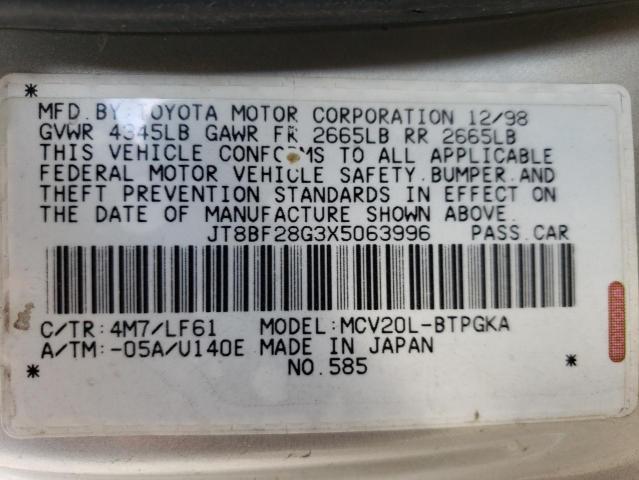 MFD. BY: TOYOTA MOTOR CORPORATION 12/98
GVWR 4345LB GAWR FR 2665LB RR 2665LB
THIS VEHICLE CONFORMS TO ALL APPLICABLE
FEDERAL MOTOR VEHICLE SAFETY. BUMPER. AND
THEFT PREVENTION STANDARDS IN EFFECT ON
THE DATE OF MANUFACTURE SHOWN ABOVE.
JT8BF28G3X5063996 PASS. CAR
C/TR: 4M7/LF61 MODEL: MCV20L-BTPGKA
A/TM: -05A/U140E MADE IN JAPAN
NO. 585